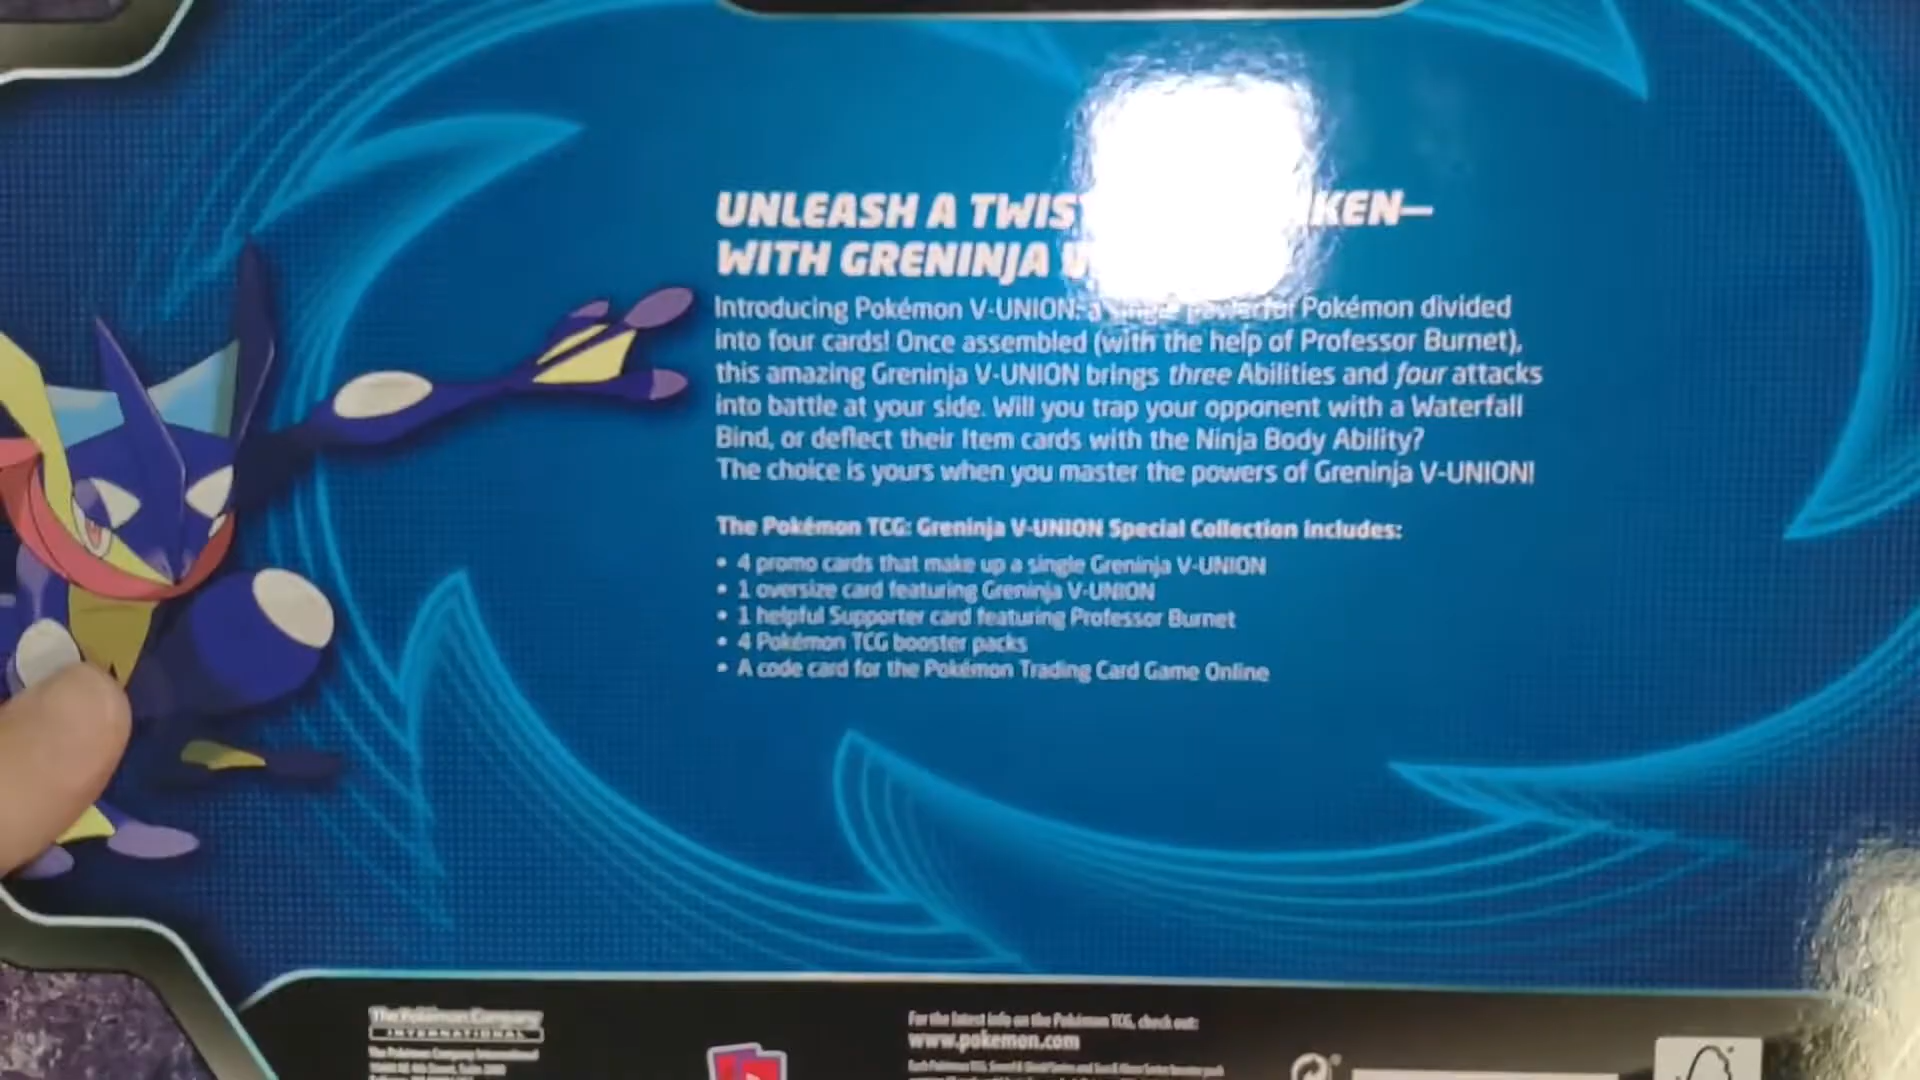 UNLEASH A TWIS KEN—
WITH GRENINJA
Introducing Pokémon V-UNION: a single powerful Pokémon divided
into four cards! Once assembled (with the help of Professor Burnet),
this amazing Greninja V-UNION brings three Abilities and four attacks
into battle at your side. Will you trap your opponent with a Waterfall
Bind, or deflect their Item cards with the Ninja Body Ability?
The choice is yours when you master the powers of Greninja V-UNION!
The Pokémon TCG: Greninja V-UNION Special Collection includes:
• 4 promo cards that make up a single Greninja V-UNION
• 1 oversize card featuring Greninja V-UNION
• 1 helpful Supporter card featuring Professor Burnet
• 4 Pokémon TCG booster packs
• A code card for the Pokémon Trading Card Game Online
The Pokémon Company
INTERNATIONAL
The Pokémon Company International
For the latest info on the Pokémon TCG, check out:
www.pokemon.com